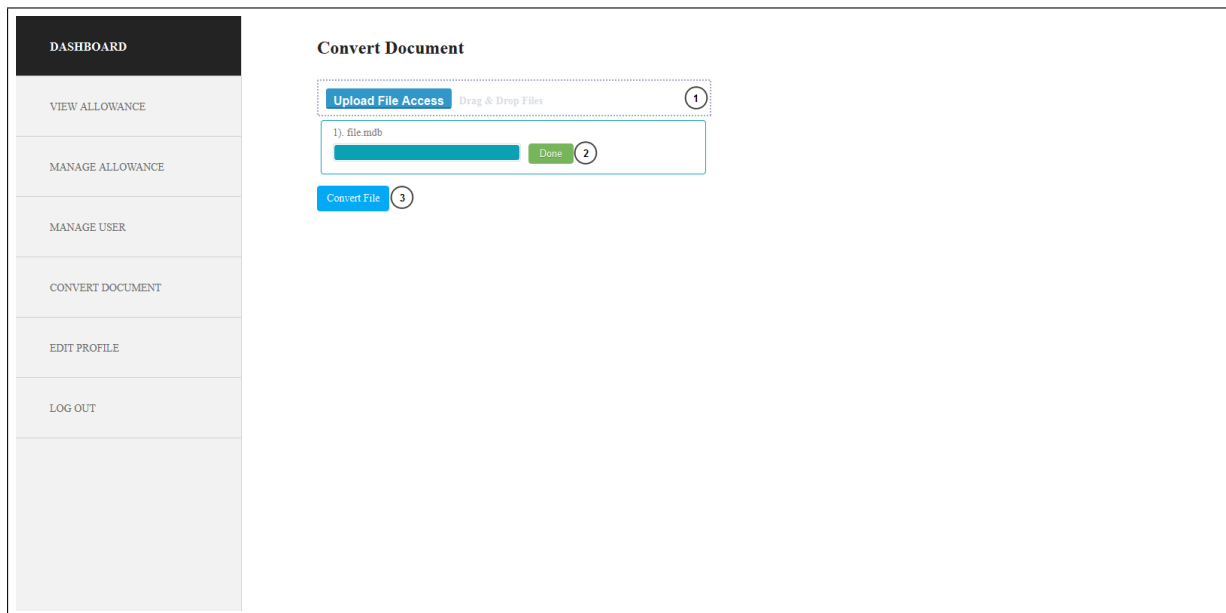 DASHBOARD
VIEW ALLOWANCE
MANAGE ALLOWANCE
MANAGE USER
CONVERT DOCUMENT
EDIT PROFILE
LOG OUT
Convert Document
Upload File Access Drag & Drop Files 1
1). file.mdb
Done 2
Convert File 3